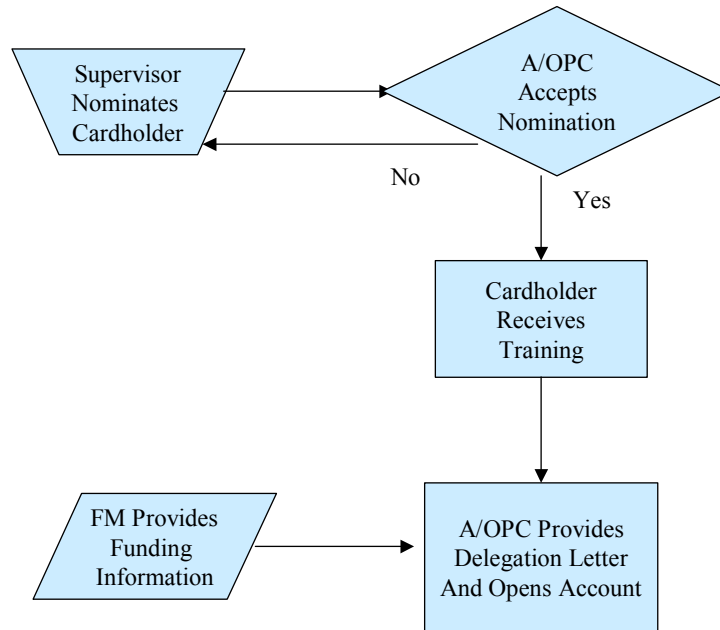 Supervisor
Nominates
Cardholder
A/OPC
Accepts
Nomination
No
Yes
Cardholder
Receives
Training
FM Provides
Funding
Information
A/OPC Provides
Delegation Letter
And Opens Account